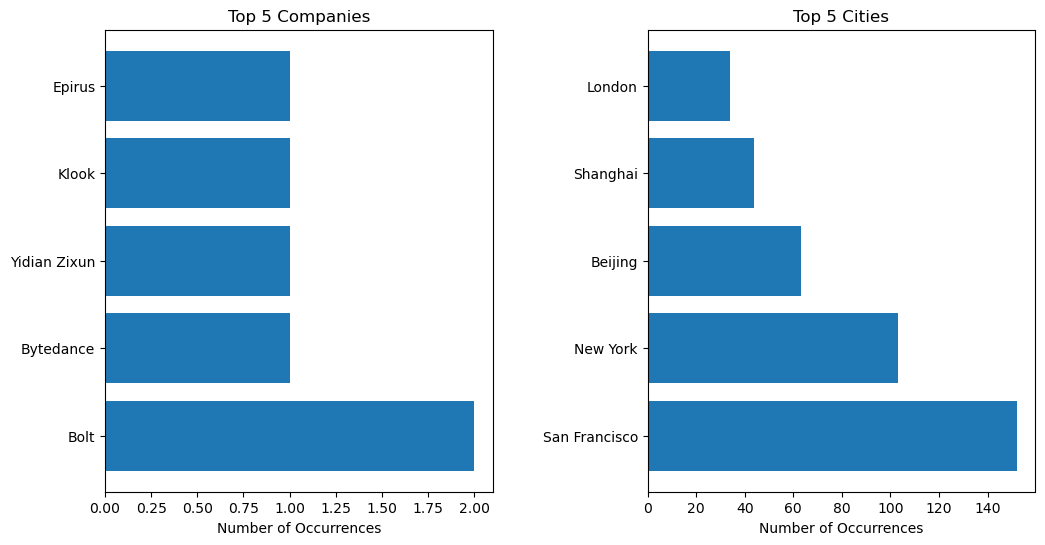 Top 5 Companies
Epirus
Klook
Yidian Zixun
Bytedance
Bolt
0.00 0.25 0.50 0.75 1.00 1.25 1.50 1.75 2.00
Number of Occurrences
Top 5 Cities
London
Shanghai
Beijing
New York
San Francisco
0 20 40 60 80 100 120 140
Number of Occurrences